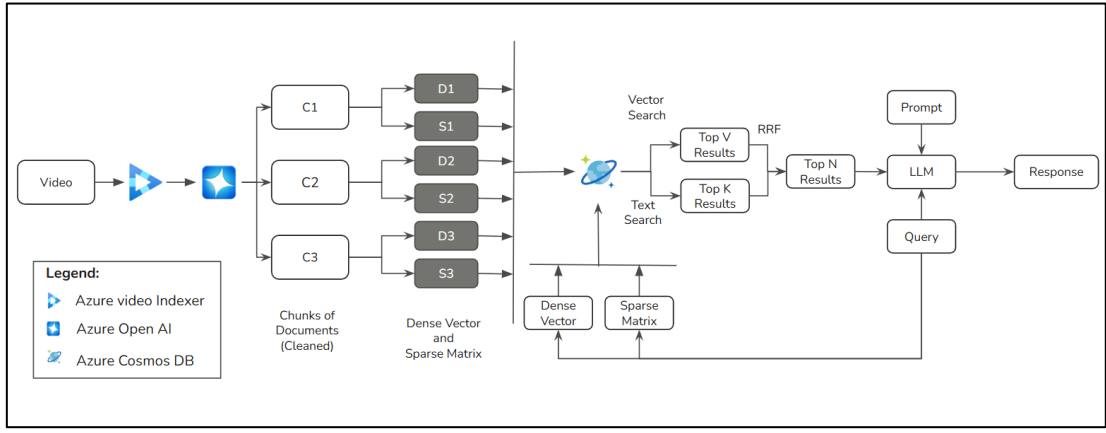 Video
C1
C2
C3
D1
S1
D2
S2
D3
S3
Chunks of
Documents
(Cleaned)
Dense Vector
and
Sparse Matrix
Vector
Search
Text
Search
Top V
Results
Top K
Results
RRF
Top N
Results
Prompt
LLM
Query
Response
Dense
Vector
Sparse
Matrix
Legend:
Azure video Indexer
Azure Open AI
Azure Cosmos DB